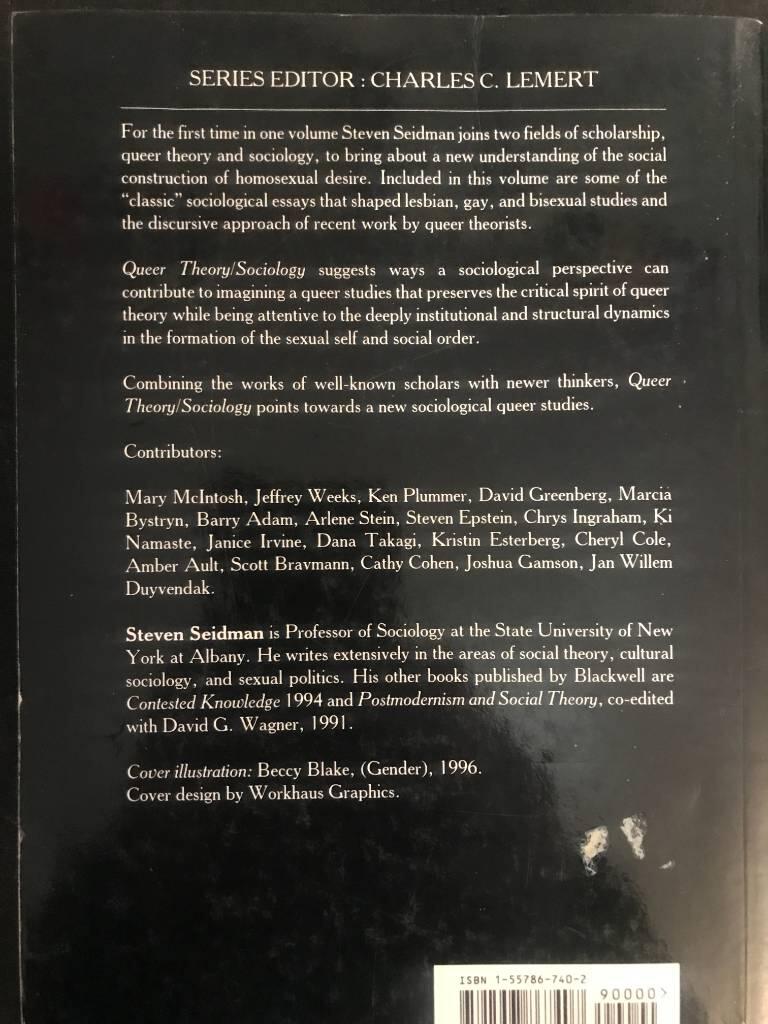 SERIES EDITOR : CHARLES C. LEMERT
For the first time in one volume Steven Seidman joins two fields of scholarship,
queer theory and sociology, to bring about a new understanding of the social
construction of homosexual desire. Included in this volume are some of the
“classic” sociological essays that shaped lesbian, gay, and bisexual studies and
the discursive approach of recent work by queer theorists.
Queer Theory/Sociology suggests ways a sociological perspective can
contribute to imagining a queer studies that preserves the critical spirit of queer
theory while being attentive to the deeply institutional and structural dynamics
in the formation of the sexual self and social order.
Combining the works of well-known scholars with newer thinkers, Queer
Theory/Sociology points towards a new sociological queer studies.
Contributors:
Mary McIntosh, Jeffrey Weeks, Ken Plummer, David Greenberg, Marcia
Bystryn, Barry Adam, Arlene Stein, Steven Epstein, Chrys Ingraham, Ki
Namaste, Janice Irvine, Dana Takagi, Kristin Esterberg, Cheryl Cole,
Amber Ault, Scott Bravmann, Cathy Cohen, Joshua Gamson, Jan Willem
Duyvendak.
Steven Seidman is Professor of Sociology at the State University of New
York at Albany. He writes extensively in the areas of social theory, cultural
sociology, and sexual politics. His other books published by Blackwell are
Contested Knowledge 1994 and Postmodernism and Social Theory, co-edited
with David G. Wagner, 1991.
Cover illustration: Beccy Blake, (Gender), 1996.
Cover design by Workhaus Graphics.
ISBN 1-55786-740-2
90000>